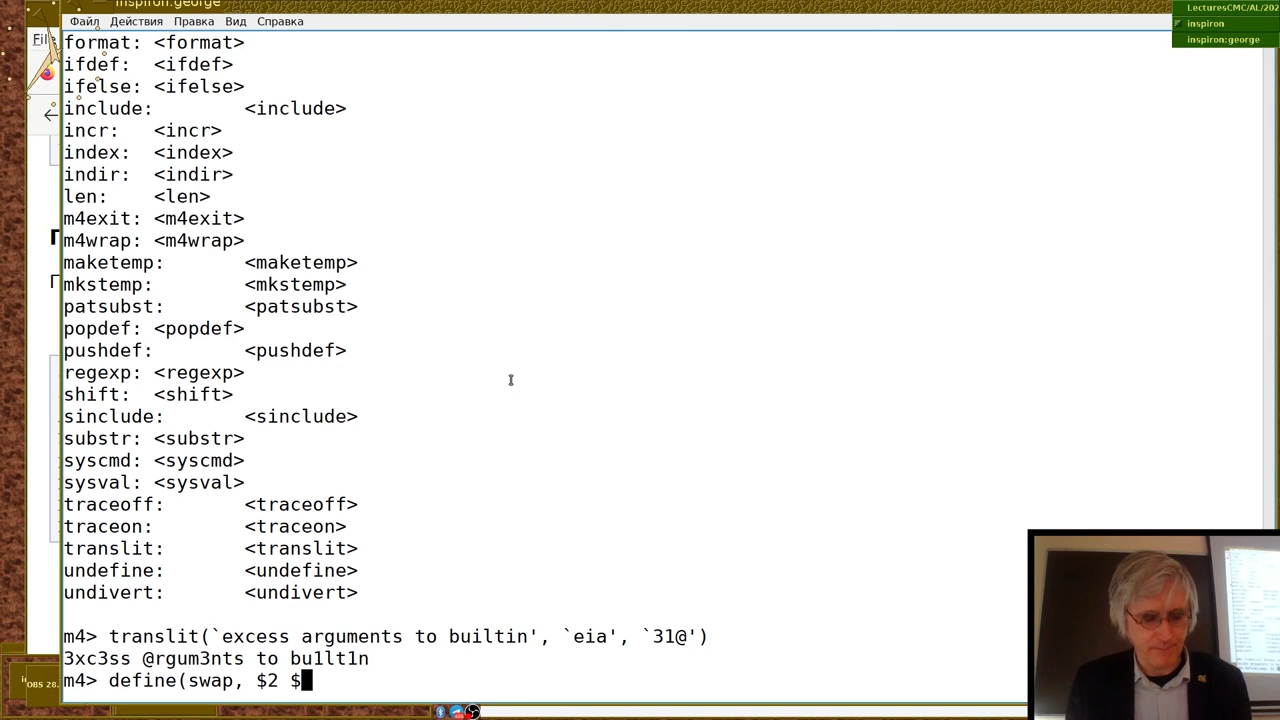 inspiron:george
LecturesCMC/AL/202
inspiron
inspiron:george
Файл Действия Правка Вид Справка
format: <format>
ifdef: <ifdef>
ifelse: <ifelse>
include: <include>
incr: <incr>
index: <index>
indir: <indir>
len: <len>
m4exit: <m4exit>
m4wrap: <m4wrap>
maketemp: <maketemp>
mkstemp: <mkstemp>
patsubst: <patsubst>
popdef: <popdef>
pushdef: <pushdef>
regexp: <regexp>
shift: <shift>
sinclude: <sinclude>
substr: <substr>
syscmd: <syscmd>
sysval: <sysval>
traceoff: <traceoff>
traceon: <traceon>
translit: <translit>
undefine: <undefine>
undivert: <undivert>
m4> translit(`excess arguments to builtin', `eia', `31@')
3xc3ss @rgum3nts to bu1lt1n
m4> define(swap, $2 $
OBS 28.